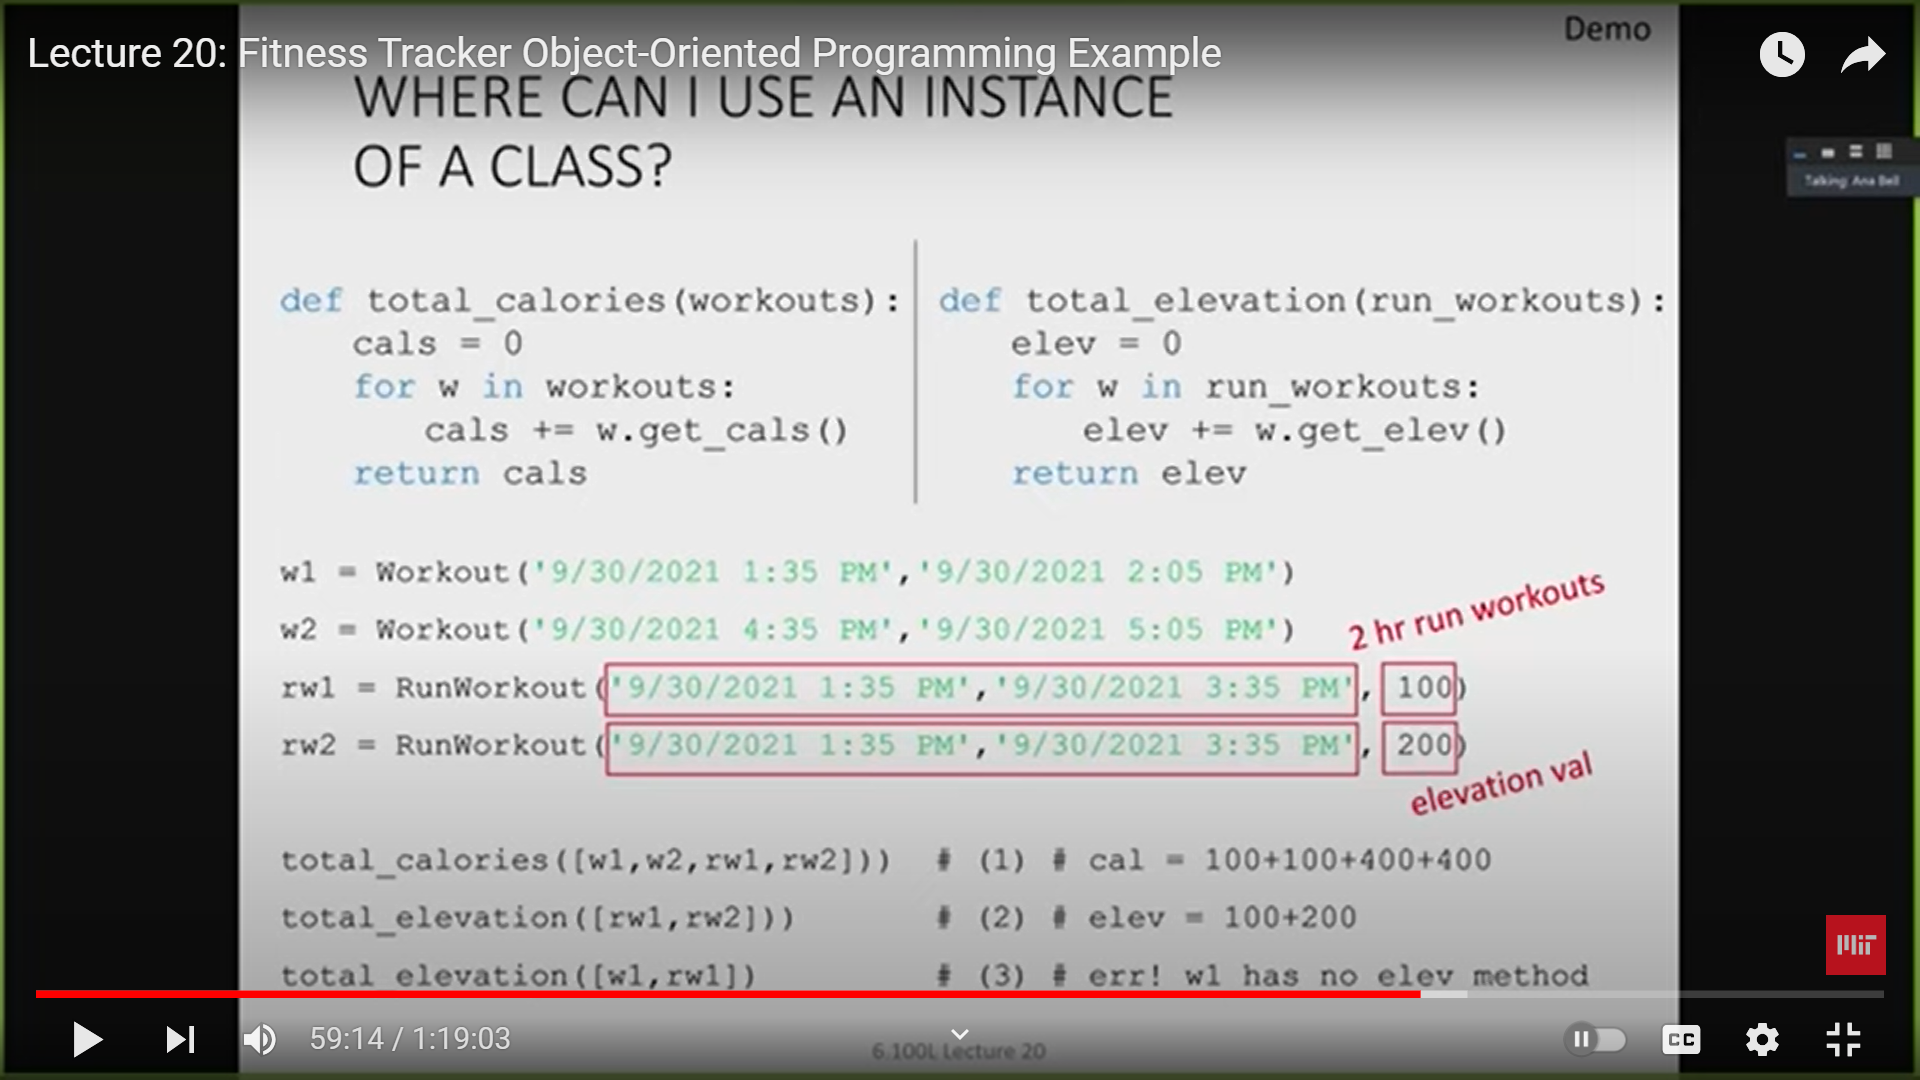 Demo
Lecture 20: Fitness Tracker Object-Oriented Programming Example
WHERE CAN I USE AN INSTANCE
OF A CLASS?
Talking: Ana Bell
def total_calories(workouts):
    cals = 0
    for w in workouts:
        cals += w.get_cals()
    return cals
def total_elevation(run_workouts):
    elev = 0
    for w in run_workouts:
        elev += w.get_elev()
    return elev
w1 = Workout('9/30/2021 1:35 PM','9/30/2021 2:05 PM')
w2 = Workout('9/30/2021 4:35 PM','9/30/2021 5:05 PM')
2 hr run workouts
rw1 = RunWorkout('9/30/2021 1:35 PM','9/30/2021 3:35 PM', 100)
rw2 = RunWorkout('9/30/2021 1:35 PM','9/30/2021 3:35 PM', 200)
elevation val
total_calories([w1,w2,rw1,rw2])) # (1) # cal = 100+100+400+400
total_elevation([rw1,rw2])) # (2) # elev = 100+200
total elevation([w1,rw1]) # (3) # err! w1 has no elev method
MIT
59:14 / 1:19:03
CC
6.100L Lecture 20